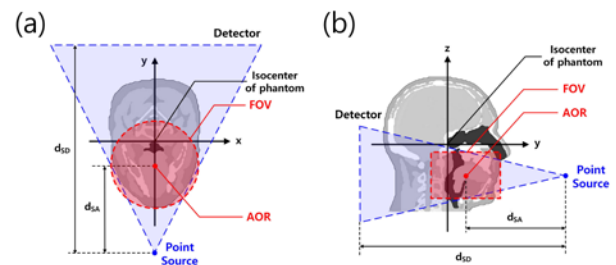 (a)
Detector
y
Isocenter
of phantom
FOV
x
dSD
dSA
AOR
Point
Source
(b)
z
Isocenter
of phantom
FOV
Detector
AOR
y
Point
Source
dSA
dSD